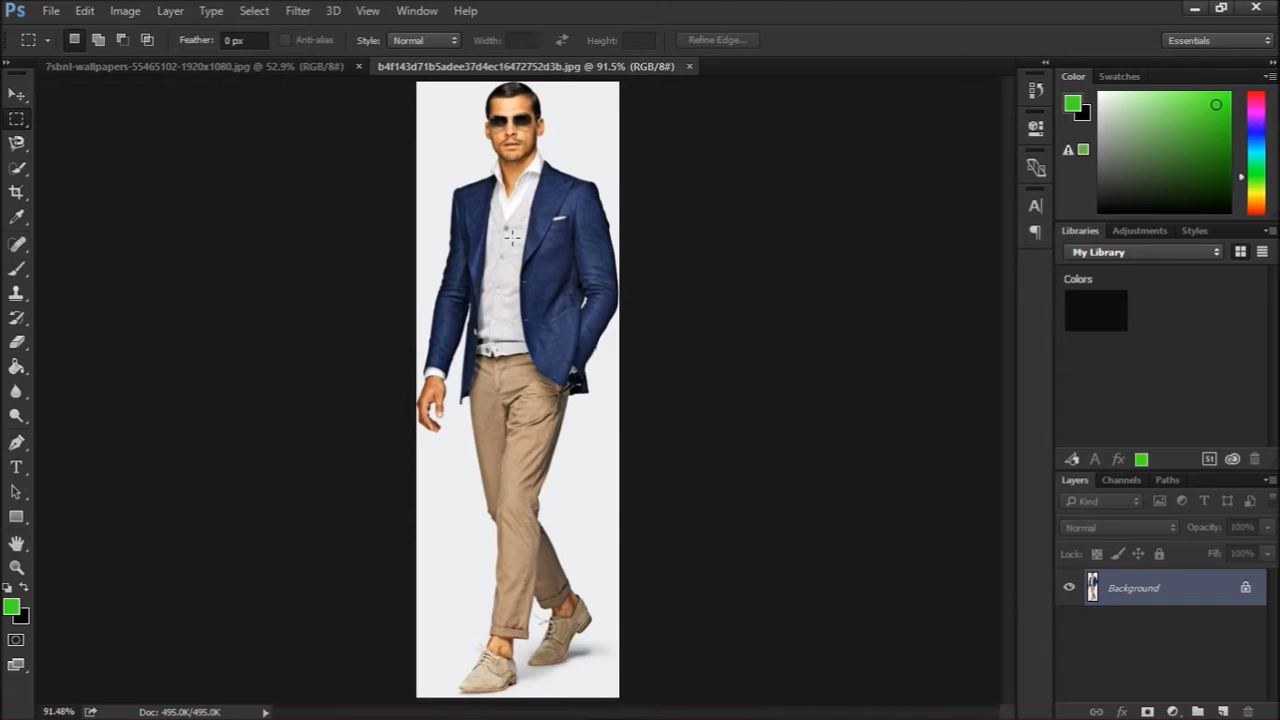 Ps File Edit Image Layer Type Select Filter 3D View Window Help
Feather: 0 px Anti-alias Style: Normal Width: Height: Refine Edge... Essentials
7sbnl-wallpapers-55465102-1920x1080.jpg @ 52.9% (RGB/8#) × b4f143d71b5adee37d4ec16472752d3b.jpg @ 91.5% (RGB/8#) ×
Color Swatches
Libraries Adjustments Styles
My Library
Colors
Layers Channels Paths
Kind
Normal Opacity: 100%
Lock: Fill: 100%
Background
91.48% Doc: 495.0K/495.0K